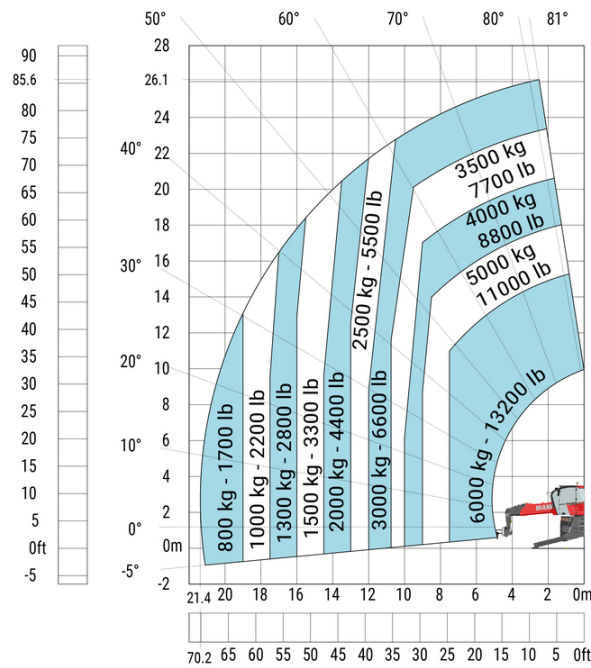 50° 60° 70° 80° 81°
90 28
85.6 26.1
80 24
75
40° 22
70
65 20
60 18
55
30° 16
50
45 14
40 12
35
20° 10
30
25 8
20
10° 6
15
10 4
5 2
0° 0m
0ft
-5° -2
-5
3500 kg
7700 lb
4000 kg
8800 lb
5000 kg
11000 lb
6000 kg - 13200 lb
2500 kg - 5500 lb
800 kg - 1700 lb
1000 kg - 2200 lb
1300 kg - 2800 lb
1500 kg - 3300 lb
2000 kg - 4400 lb
3000 kg - 6600 lb
MANI
21.4 20 18 16 14 12 10 8 6 4 2 0m
70.2 65 60 55 50 45 40 35 30 25 20 15 10 5 0ft